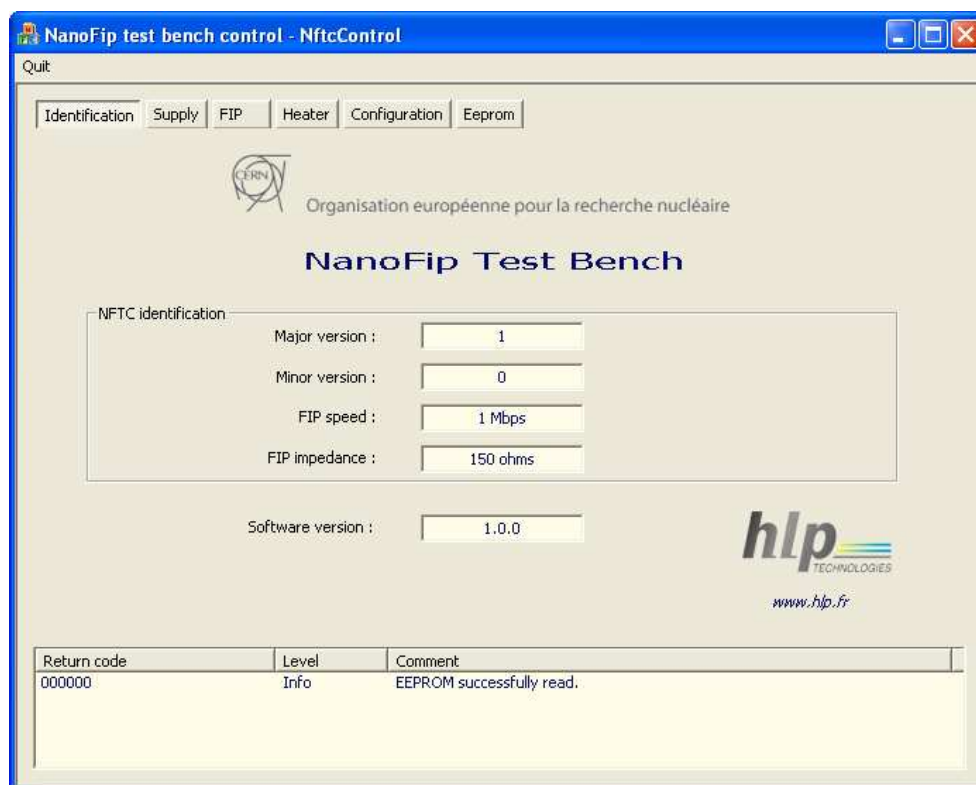 NanoFip test bench control - NftcControl
Quit
Identification Supply FIP Heater Configuration Eeprom
CERN
Organisation européenne pour la recherche nucléaire
NanoFip Test Bench
NFTC identification
Major version : 1
Minor version : 0
FIP speed : 1 Mbps
FIP impedance : 150 ohms
Software version : 1.0.0
hlp
TECHNOLOGIES
www.hlp.fr
Return code Level Comment
000000 Info EEPROM successfully read.